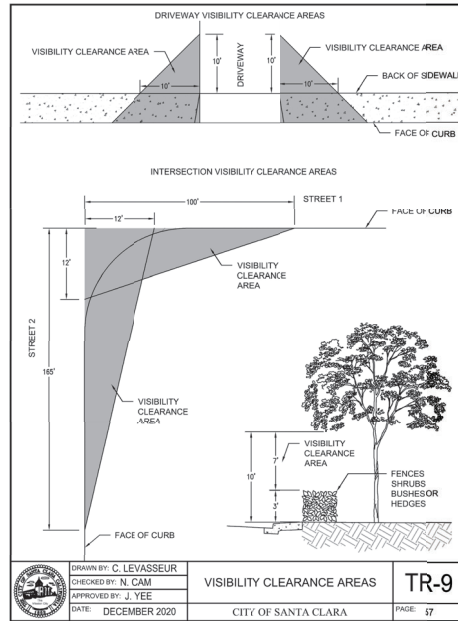 DRIVEWAY VISIBILITY CLEARANCE AREAS
VISIBILITY CLEARANCE AREA
10'
DRIVEWAY
10'
VISIBILITY CLEARANCE AREA
10'
10'
BACK OF SIDEWALK
FACE OF CURB
INTERSECTION VISIBILITY CLEARANCE AREAS
100'
STREET 1
12'
FACE OF CURB
12'
VISIBILITY
CLEARANCE
AREA
STREET 2
165'
VISIBILITY
CLEARANCE
AREA
VISIBILITY
CLEARANCE
AREA
7'
10'
3'
FENCES
SHRUBS
BUSHES OR
HEDGES
FACE OF CURB
DRAWN BY: C. LEVASSEUR
CHECKED BY: N. CAM
APPROVED BY: J. YEE
DATE: DECEMBER 2020
VISIBILITY CLEARANCE AREAS
CITY OF SANTA CLARA
TR-9
PAGE: 57